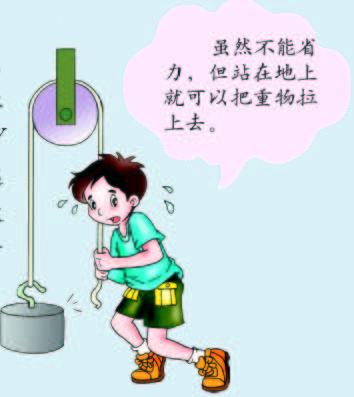 虽然不能省
力，但站在地上
就可以把重物拉
上去。